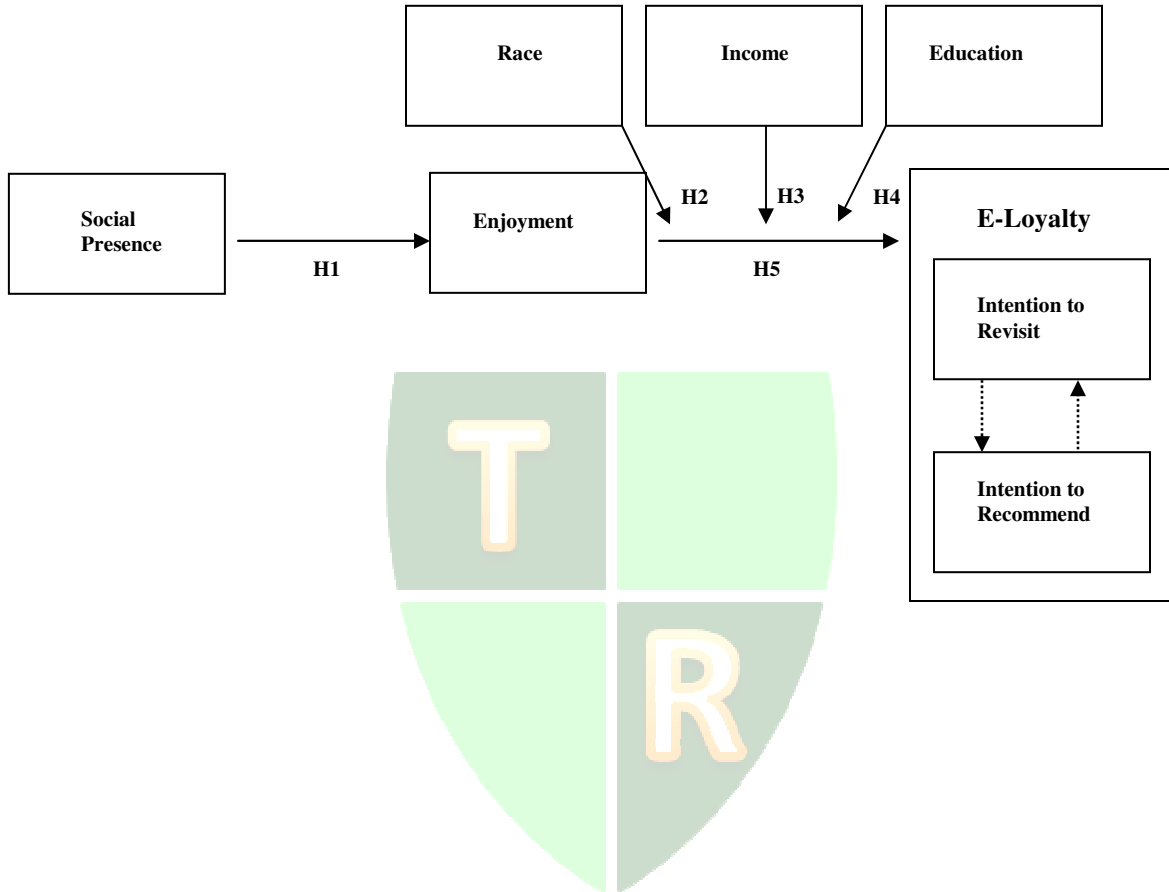 Race
Income
Education
Social
Presence
Enjoyment
H1
H2
H3
H4
H5
E-Loyalty
Intention to
Revisit
Intention to
Recommend
T
R